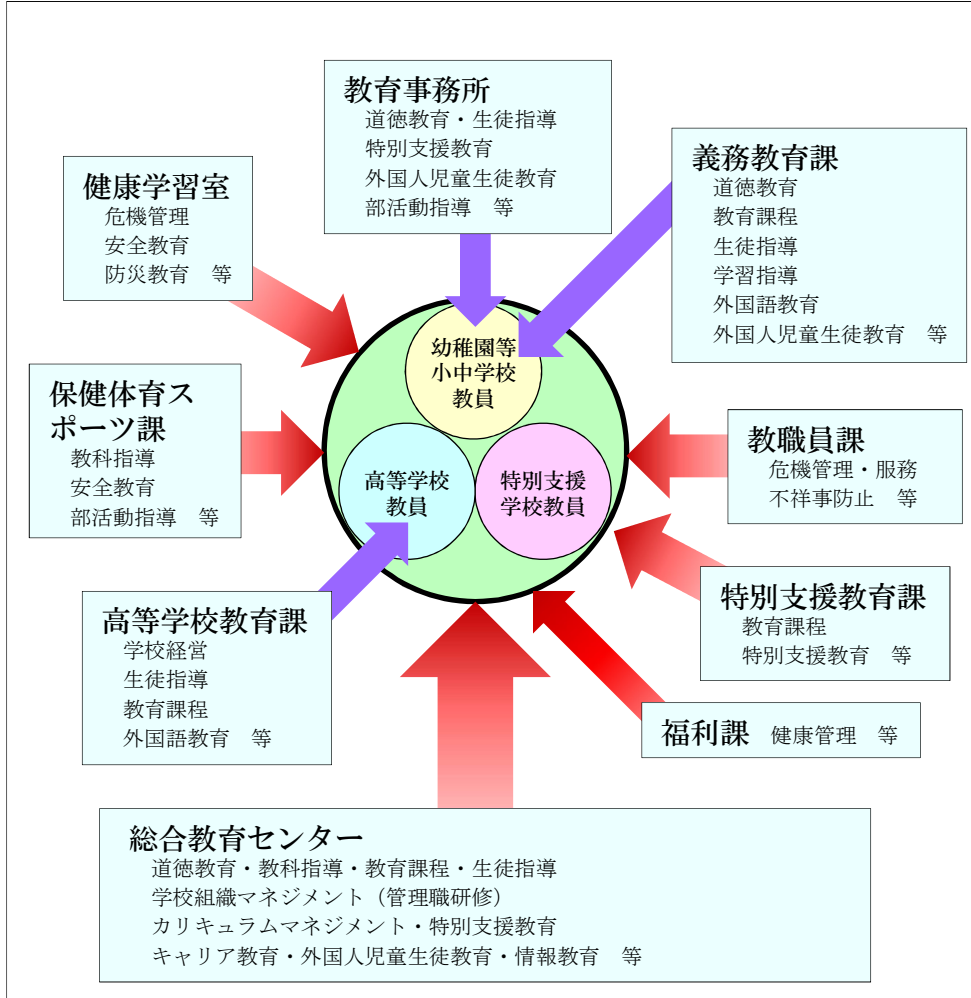 教育事務所
道徳教育・生徒指導
特別支援教育
外国人児童生徒教育
部活動指導　等
義務教育課
道徳教育
教育課程
生徒指導
学習指導
外国語教育
外国人児童生徒教育　等
健康学習室
危機管理
安全教育
防災教育　等
幼稚園等
小中学校
教員
保健体育ス
ポーツ課
教科指導
安全教育
部活動指導　等
高等学校
教員
特別支援
学校教員
教職員課
危機管理・服務
不祥事防止　等
高等学校教育課
学校経営
生徒指導
教育課程
外国語教育　等
特別支援教育課
教育課程
特別支援教育　等
福利課　健康管理　等
総合教育センター
道徳教育・教科指導・教育課程・生徒指導
学校組織マネジメント（管理職研修）
カリキュラムマネジメント・特別支援教育
キャリア教育・外国人児童生徒教育・情報教育　等